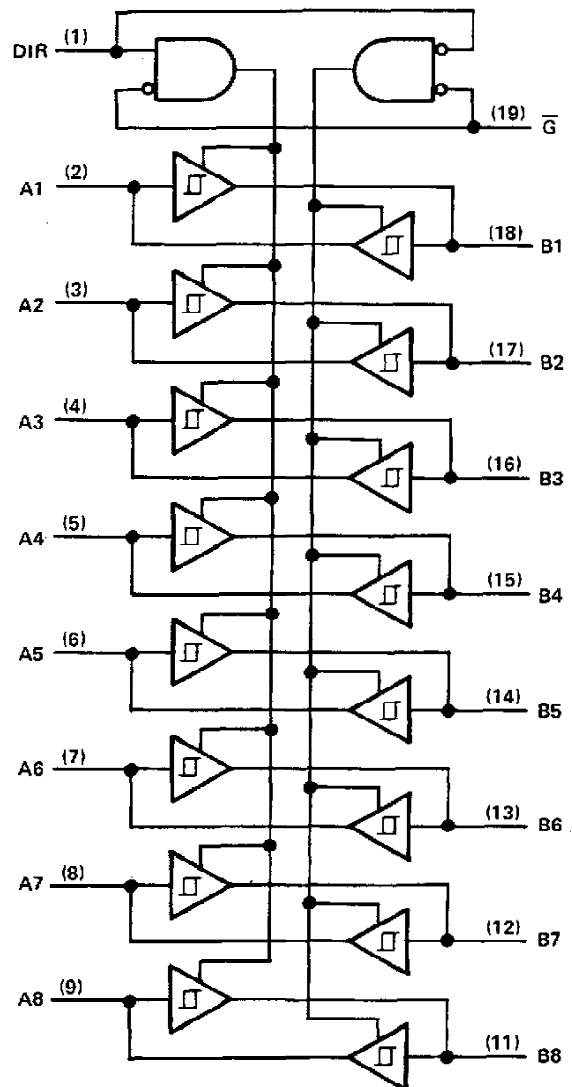 DIR (1)
(19) G̅
A1 (2)
(18) B1
A2 (3)
(17) B2
A3 (4)
(16) B3
A4 (5)
(15) B4
A5 (6)
(14) B5
A6 (7)
(13) B6
A7 (8)
(12) B7
A8 (9)
(11) B8